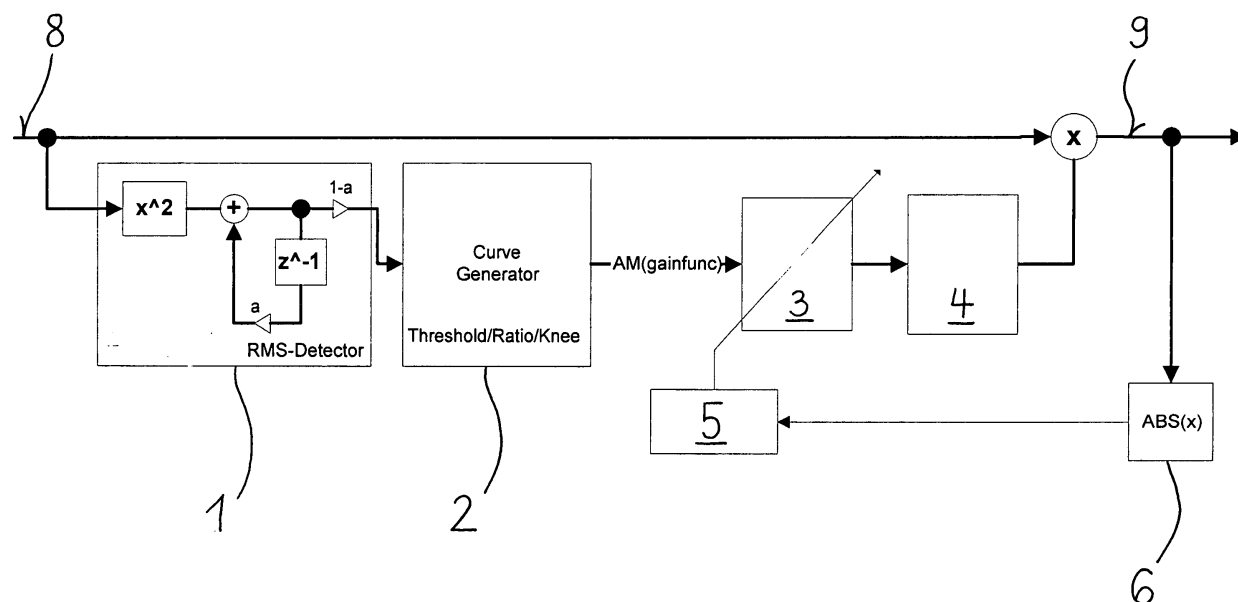 8
9
x
1-a
x^2
+
z^-1
a
RMS-Detector
Curve
Generator
Threshold/Ratio/Knee
AM(gainfunc)
3
4
5
ABS(x)
1
2
6